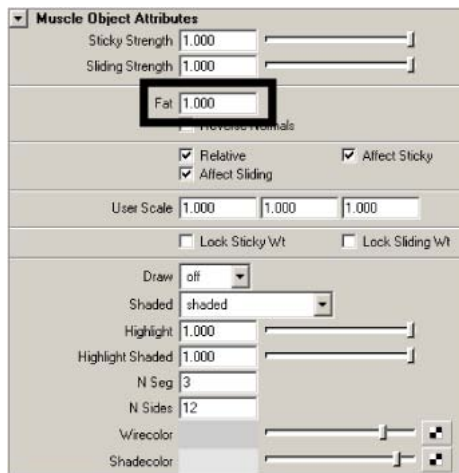 Muscle Object Attributes
Sticky Strength 1.000
Sliding Strength 1.000
Fat 1.000
Reverse Normals
Relative Affect Sticky
Affect Sliding
User Scale 1.000 1.000 1.000
Lock Sticky Wt Lock Sliding Wt
Draw off
Shaded shaded
Highlight 1.000
Highlight Shaded 1.000
N Seg 3
N Sides 12
Wirecolor
Shadecolor